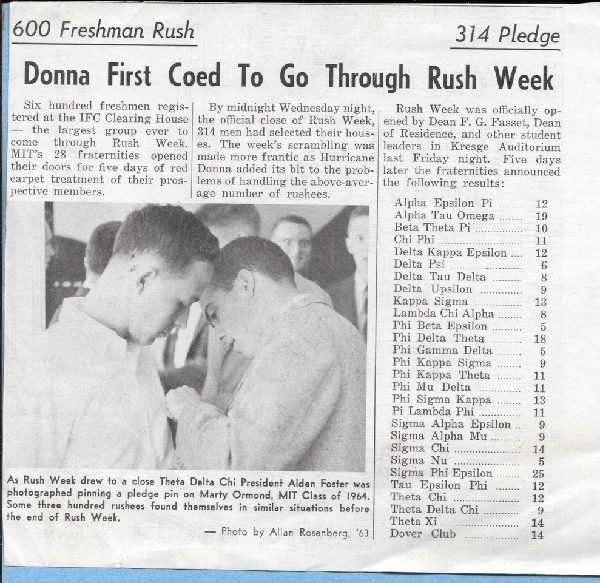 600 Freshman Rush
314 Pledge
Donna First Coed To Go Through Rush Week
Six hundred freshmen regis-
tered at the IFC Clearing House
— the largest group ever to
come through Rush Week.
MIT's 28 fraternities opened
their doors for five days of red
carpet treatment of their pros-
pective members.
By midnight Wednesday night,
the official close of Rush Week,
314 men had selected their hous-
es. The week's scrambling was
made more frantic as Hurricane
Donna added its bit to the prob-
lems of handling the above-aver-
age number of rushees.
Rush Week was officially op-
ened by Dean F. G. Fasset, Dean
of Residence, and other student
leaders in Kresge Auditorium
last Friday night. Five days
later the fraternities announced
the following results:
Alpha Epsilon Pi 12
Alpha Tau Omega ........ 19
Beta Theta Pi ............. 10
Chi Phi ..................... 11
Delta Kappa Epsilon .... 12
Delta Psi .................. 6
Delta Tau Delta ......... 8
Delta Upsilon ............ 9
Kappa Sigma ............. 13
Lambda Chi Alpha ....... 8
Phi Beta Epsilon ......... 5
Phi Delta Theta .......... 18
Phi Gamma Delta ........ 5
Phi Kappa Sigma ........ 9
Phi Kappa Theta ........ 11
Phi Mu Delta ............. 11
Phi Sigma Kappa ........ 13
Pi Lambda Phi ............ 11
Sigma Alpha Epsilon .. 9
Sigma Alpha Mu ......... 9
Sigma Chi ................. 14
Sigma Nu .................. 5
Sigma Phi Epsilon ....... 25
Tau Epsilon Phi .......... 12
Theta Chi .................. 12
Theta Delta Chi .......... 9
Theta Xi ................... 14
Dover Club ................ 14
As Rush Week drew to a close Theta Delta Chi President Alden Foster was
photographed pinning a pledge pin on Marty Ormond, MIT Class of 1964.
Some three hundred rushees found themselves in similar situations before
the end of Rush Week.
— Photo by Allan Rosenberg, '63